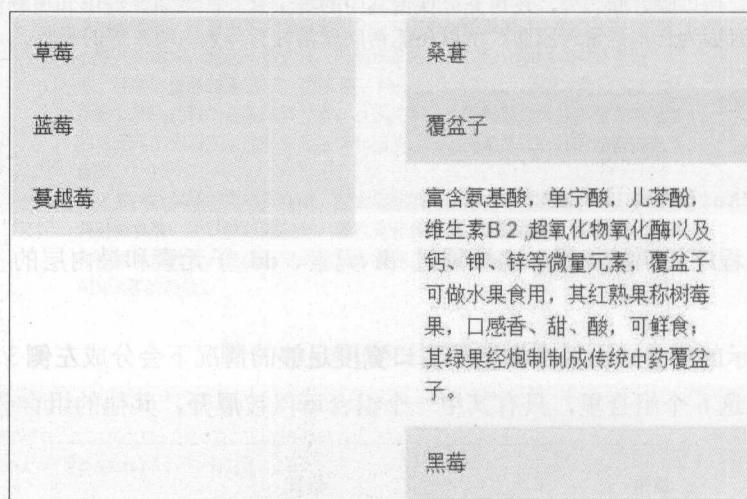 草莓
蓝莓
蔓越莓
桑葚
覆盆子
富含氨基酸，单宁酸，儿茶酚，
维生素B 2，超氧化物氧化酶以及
铁、钾、锌等微量元素，覆盆子
可做水果食用，其红熟果称树莓
果，口感香、甜、酸，可鲜食；
其绿果经炮制制成传统中药覆盆
子。
黑莓